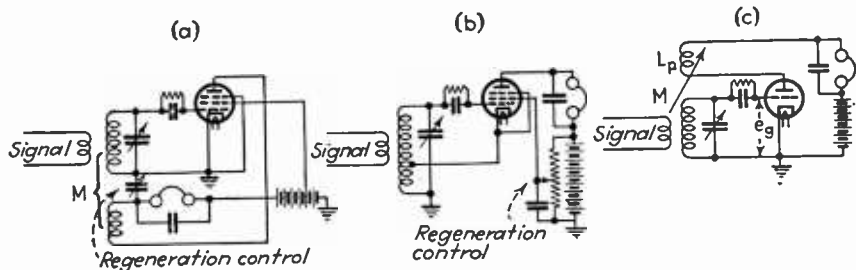 (a)
Signal
M
Regeneration control
(b)
Signal
Regeneration
control
(c)
Lp
M
Signal
eg